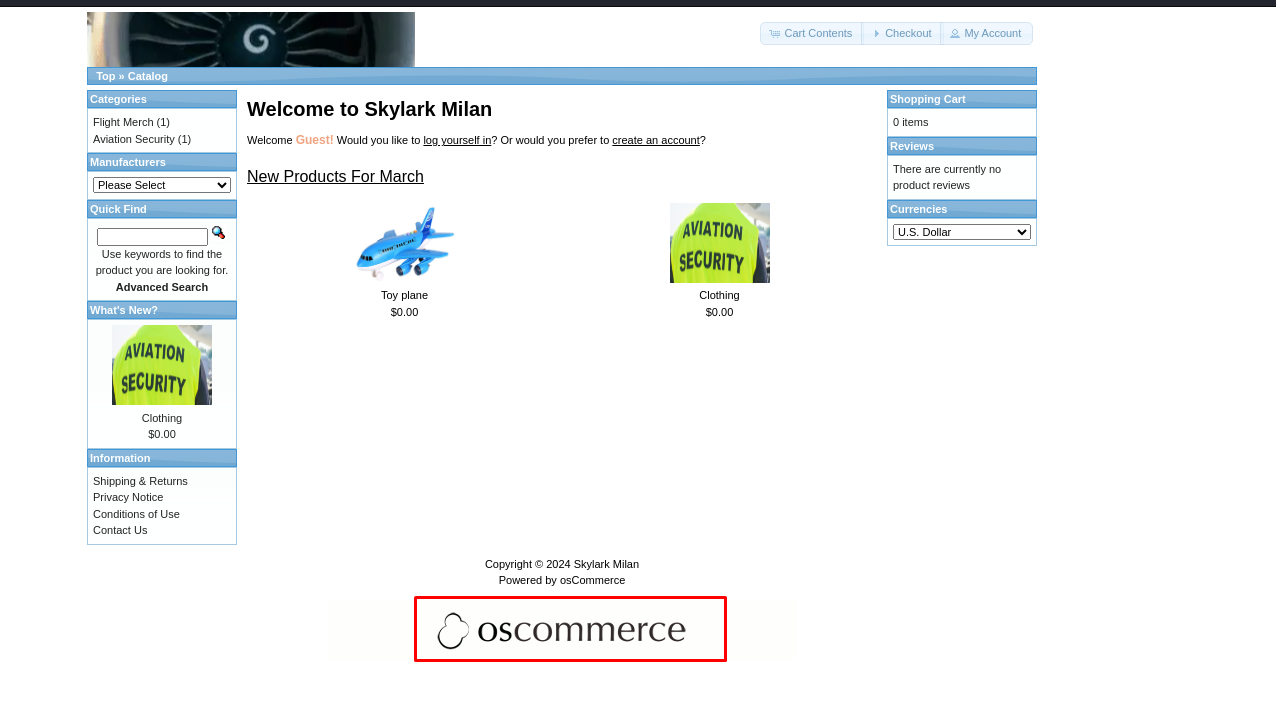 Cart Contents
Checkout
My Account
Top » Catalog
Categories
Flight Merch (1)
Aviation Security (1)
Manufacturers
Please Select
Quick Find
Use keywords to find the
product you are looking for.
Advanced Search
What's New?
AVIATION
SECURITY
Clothing
$0.00
Information
Shipping & Returns
Privacy Notice
Conditions of Use
Contact Us
Welcome to Skylark Milan
Welcome Guest! Would you like to log yourself in? Or would you prefer to create an account?
New Products For March
Toy plane
$0.00
AVIATION
SECURITY
Clothing
$0.00
Shopping Cart
0 items
Reviews
There are currently no
product reviews
Currencies
U.S. Dollar
Copyright © 2024 Skylark Milan
Powered by osCommerce
oscommerce